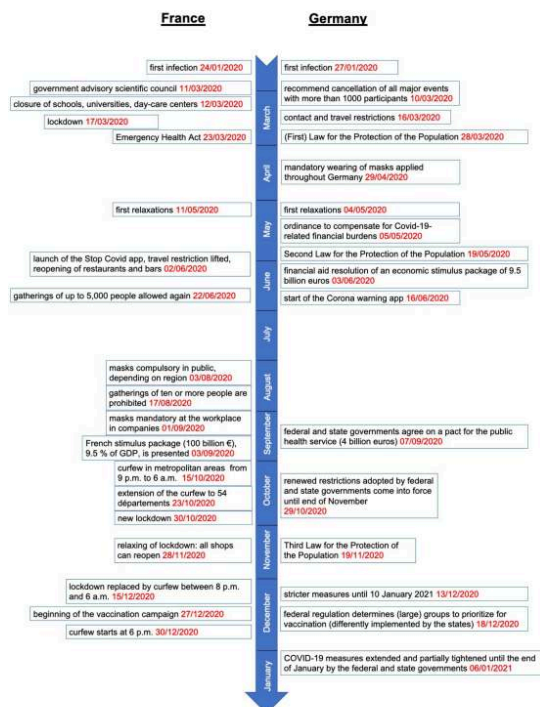 France
Germany
first infection 24/01/2020
first infection 27/01/2020
government advisory scientific council 11/03/2020
recommend cancellation of all major events
with more than 1000 participants 10/03/2020
closure of schools, universities, day-care centers 12/03/2020
March
lockdown 17/03/2020
contact and travel restrictions 16/03/2020
Emergency Health Act 23/03/2020
(First) Law for the Protection of the Population 28/03/2020
April
mandatory wearing of masks applied
throughout Germany 29/04/2020
first relaxations 11/05/2020
first relaxations 04/05/2020
May
ordinance to compensate for Covid-19-
related financial burdens 05/05/2020
Second Law for the Protection of the Population 19/05/2020
launch of the Stop Covid app, travel restriction lifted,
reopening of restaurants and bars 02/06/2020
June
financial aid resolution of an economic stimulus package of 9.5
billion euros 03/06/2020
gatherings of up to 5,000 people allowed again 22/06/2020
start of the Corona warning app 16/06/2020
July
masks compulsory in public,
depending on region 03/08/2020
August
gatherings of ten or more people are
prohibited 17/08/2020
masks mandatory at the workplace
in companies 01/09/2020
September
French stimulus package (100 billion €),
9.5 % of GDP, is presented 03/09/2020
federal and state governments agree on a pact for the public
health service (4 billion euros) 07/09/2020
curfew in metropolitan areas from
9 p.m. to 6 a.m. 15/10/2020
October
extension of the curfew to 54
départements 23/10/2020
renewed restrictions adopted by federal
and state governments come into force
until end of November
29/10/2020
new lockdown 30/10/2020
November
relaxing of lockdown: all shops
can reopen 28/11/2020
Third Law for the Protection of
the Population 19/11/2020
lockdown replaced by curfew between 8 p.m.
and 6 a.m. 15/12/2020
stricter measures until 10 January 2021 13/12/2020
December
beginning of the vaccination campaign 27/12/2020
federal regulation determines (large) groups to prioritize for
vaccination (differently implemented by the states) 18/12/2020
curfew starts at 6 p.m. 30/12/2020
January
COVID-19 measures extended and partially tightened until the end
of January by the federal and state governments 06/01/2021